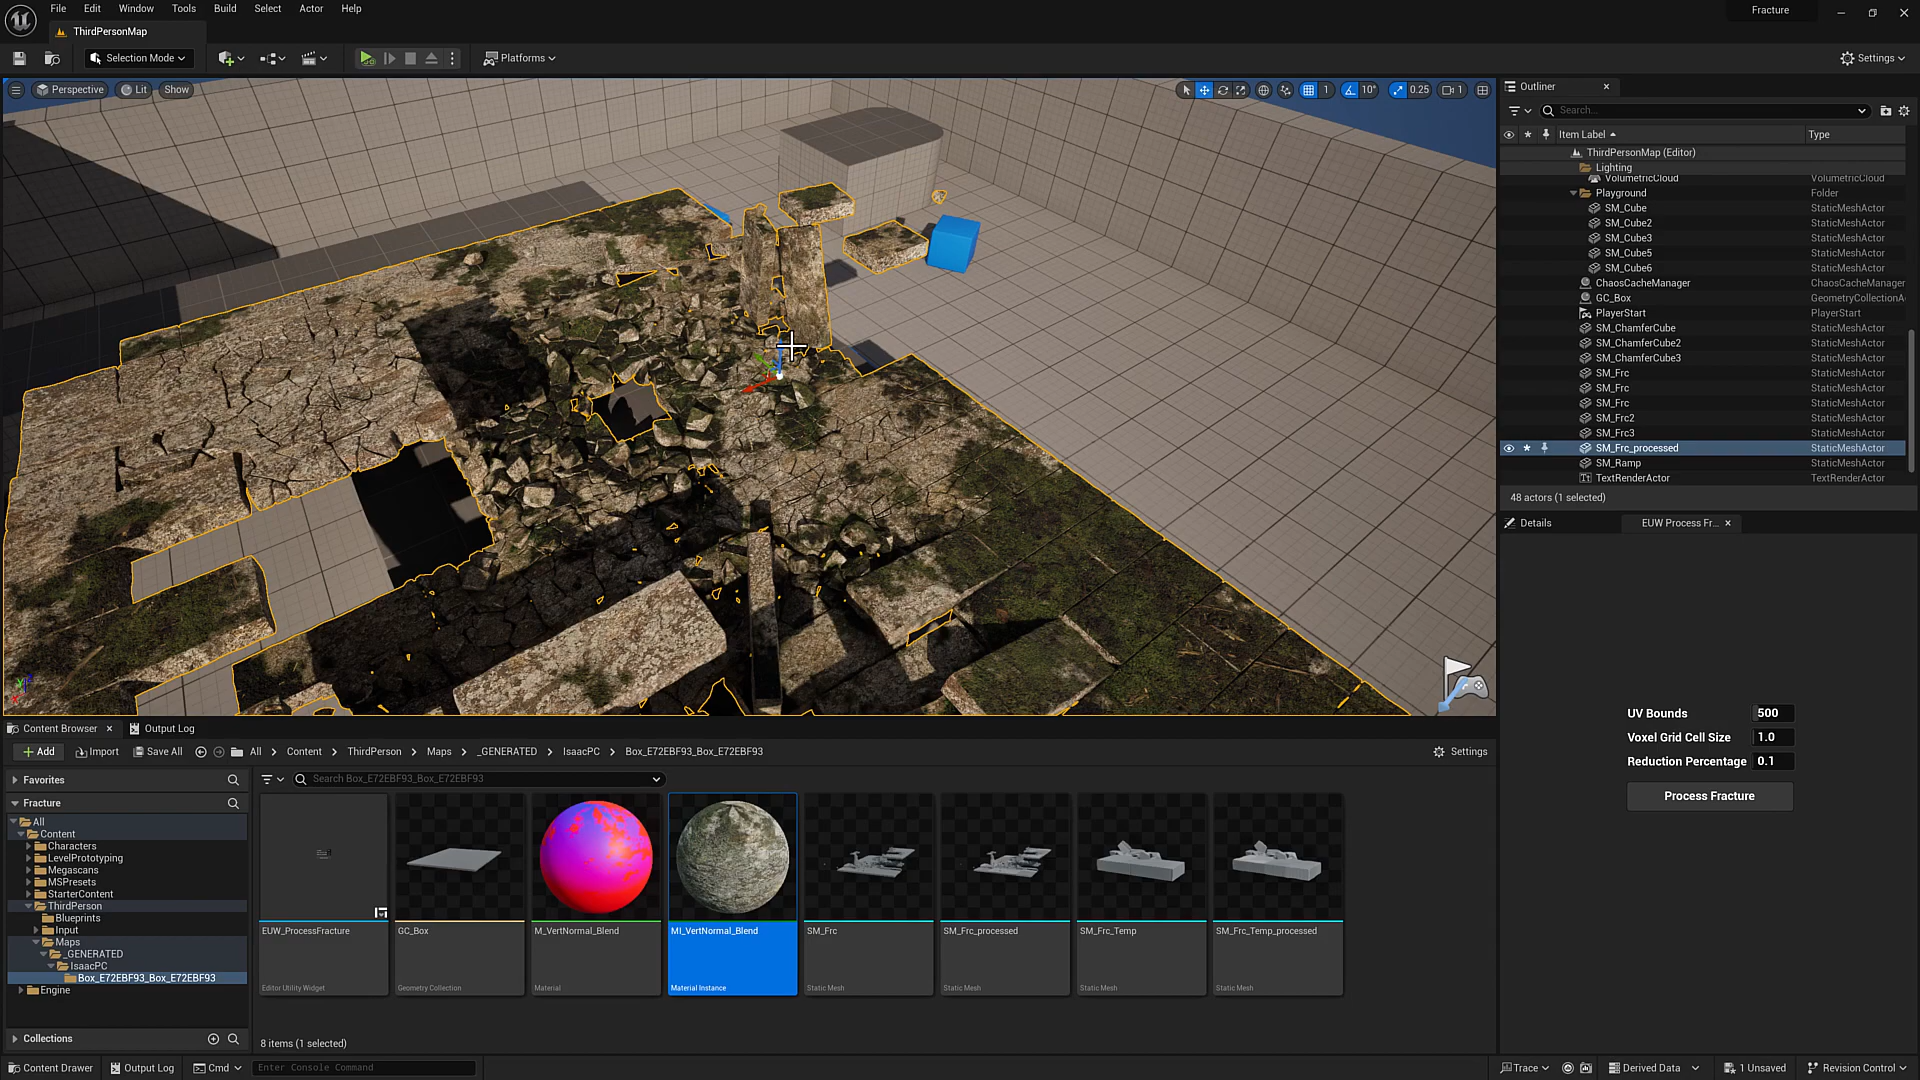 File Edit Window Tools Build Select Actor Help
Fracture
ThirdPersonMap
Selection Mode
Platforms
Settings
Perspective Lit Show
1 10° 0.25 1
Outliner
Search...
Item Label Type
ThirdPersonMap (Editor)
Lighting
VolumetricCloud VolumetricCloud
Playground Folder
SM_Cube StaticMeshActor
SM_Cube2 StaticMeshActor
SM_Cube3 StaticMeshActor
SM_Cube5 StaticMeshActor
SM_Cube6 StaticMeshActor
ChaosCacheManager ChaosCacheManager
GC_Box GeometryCollectionA
PlayerStart PlayerStart
SM_ChamferCube StaticMeshActor
SM_ChamferCube2 StaticMeshActor
SM_ChamferCube3 StaticMeshActor
SM_Frc StaticMeshActor
SM_Frc StaticMeshActor
SM_Frc StaticMeshActor
SM_Frc2 StaticMeshActor
SM_Frc3 StaticMeshActor
SM_Frc_processed StaticMeshActor
SM_Ramp StaticMeshActor
TextRenderActor TextRenderActor
48 actors (1 selected)
Details EUW Process Fr...
UV Bounds 500
Voxel Grid Cell Size 1.0
Reduction Percentage 0.1
Process Fracture
Content Browser Output Log
Add Import Save All All Content ThirdPerson Maps _GENERATED IsaacPC Box_E72EBF93_Box_E72EBF93 Settings
Favorites
Search Box_E72EBF93_Box_E72EBF93
Fracture
All
Content
Characters
LevelPrototyping
Megascans
MSPresets
StarterContent
ThirdPerson
Blueprints
Input
Maps
_GENERATED
IsaacPC
Box_E72EBF93_Box_E72EBF93
Engine
Collections
EUW_ProcessFracture GC_Box M_VertNormal_Blend MI_VertNormal_Blend SM_Frc SM_Frc_processed SM_Frc_Temp SM_Frc_Temp_processed
Editor Utility Widget Geometry Collection Material Material Instance Static Mesh Static Mesh Static Mesh Static Mesh
8 items (1 selected)
Content Drawer Output Log Cmd Enter Console Command Trace Derived Data 1 Unsaved Revision Control